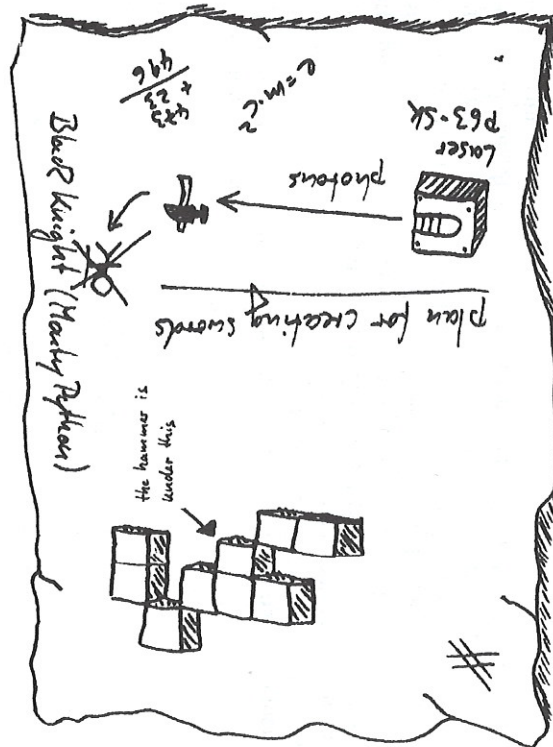 plan for creating swords
Laser
P63-SK
photons
e=m·c²
473
+ 23
496
Black Knight (Monty Python)
the hammer is
under this